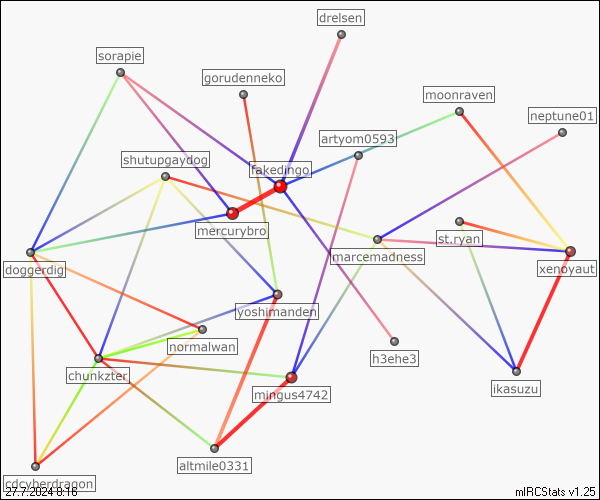 drelsen
sorapie
gorudenneko
moonraven
neptune01
artyom0593
shutupgaydog
fakedingo
mercurybro
st.ryan
marcemadness
doggerdig
xenoyaut
yoshimanden
normalwan
h3ehe3
chunkzter
mingus4742
ikasuzu
altmile0331
cdcyberdragon
27.7.2024 8:16
mIRCStats v1.25